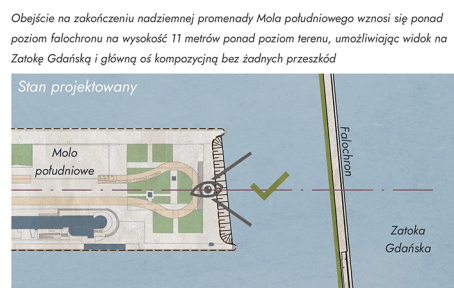 Obejście na zakończeniu nadziemnej promenady Mola południowego wznosi się ponad
poziom falochronu na wysokość 11 metrów ponad poziom terenu, umożliwiając widok na
Zatokę Gdańską i główną oś kompozycyjną bez żadnych przeszkód
Stan projektowany
Molo
południowe
Falochron
Zatoka
Gdańska